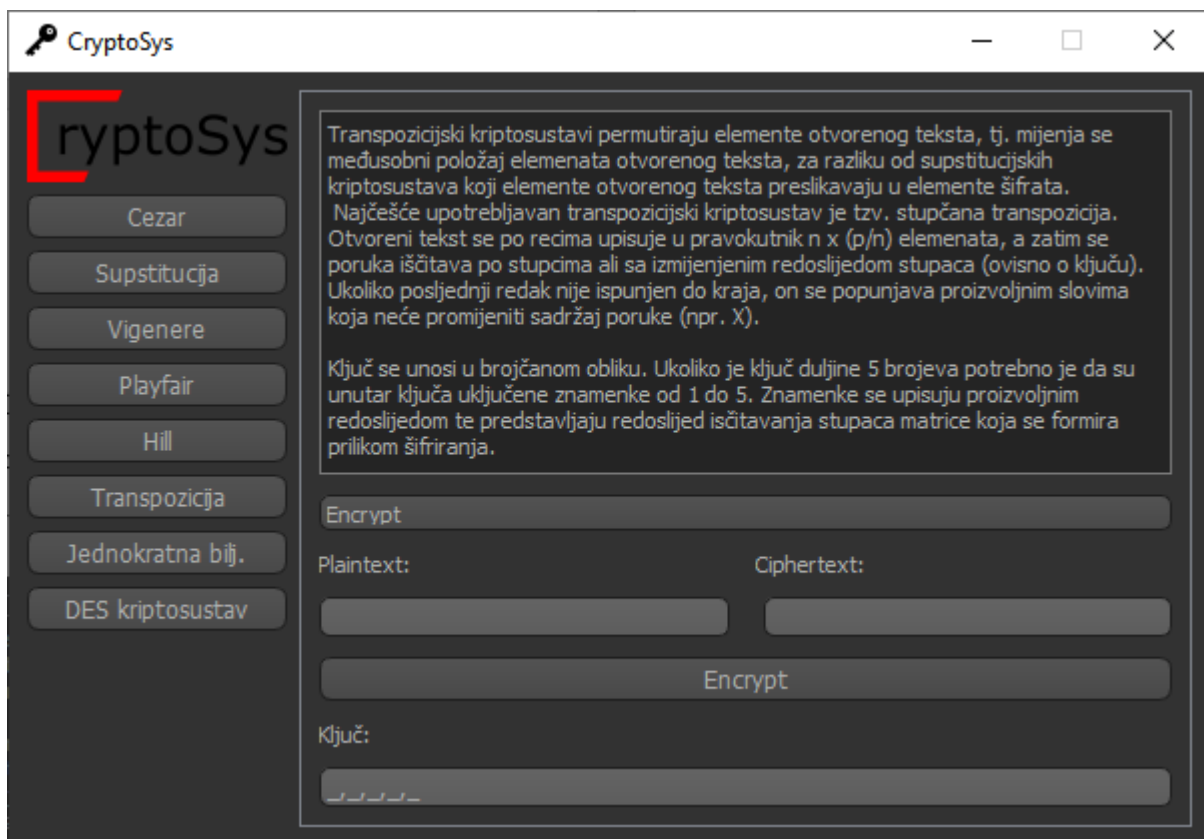 CryptoSys
CryptoSys
Cezar
Supstitucija
Vigenere
Playfair
Hill
Transpozicija
Jednokratna bilj.
DES kriptosustav
Transpozicijski kriptosustavi permutiraju elemente otvorenog teksta, tj. mijenja se
međusobni položaj elemenata otvorenog teksta, za razliku od supstitucijskih
kriptosustava koji elemente otvorenog teksta preslikavaju u elemente šifrata.
Najčešće upotrebljavan transpozicijski kriptosustav je tzv. stupčana transpozicija.
Otvoreni tekst se po recima upisuje u pravokutnik n x (p/n) elemenata, a zatim se
poruka iščitava po stupcima ali sa izmijenjenim redoslijedom stupaca (ovisno o ključu).
Ukoliko posljednji redak nije ispunjen do kraja, on se popunjava proizvoljnim slovima
koja neće promijeniti sadržaj poruke (npr. X).
Ključ se unosi u brojčanom obliku. Ukoliko je ključ duljine 5 brojeva potrebno je da su
unutar ključa uključene znamenke od 1 do 5. Znamenke se upisuju proizvoljnim
redoslijedom te predstavljaju redoslijed isčitavanja stupaca matrice koja se formira
prilikom šifriranja.
Encrypt
Plaintext:
Ciphertext:
Encrypt
Ključ:
_,_,_,_,_